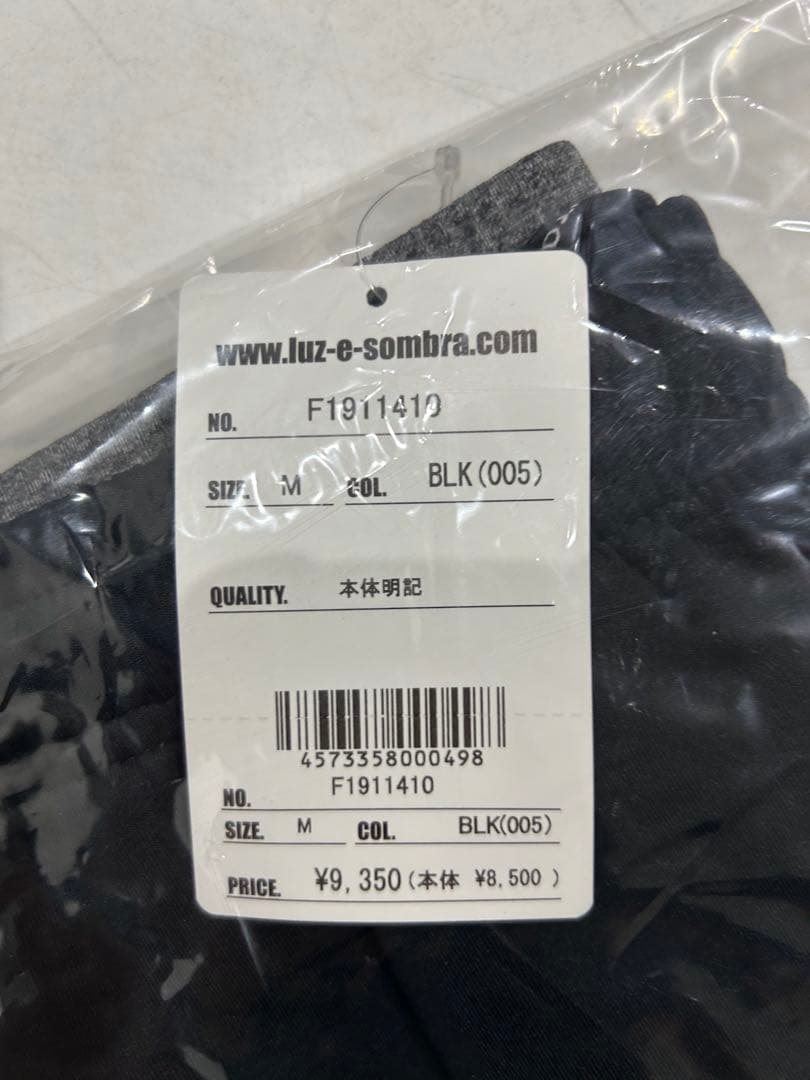 www.luz-e-sombra.com
NO. F1911410
SIZE. M COL. BLK(005)
QUALITY. 本体明記
4573358000498
NO. F1911410
SIZE. M COL. BLK(005)
PRICE. ¥9,350(本体 ¥8,500 )